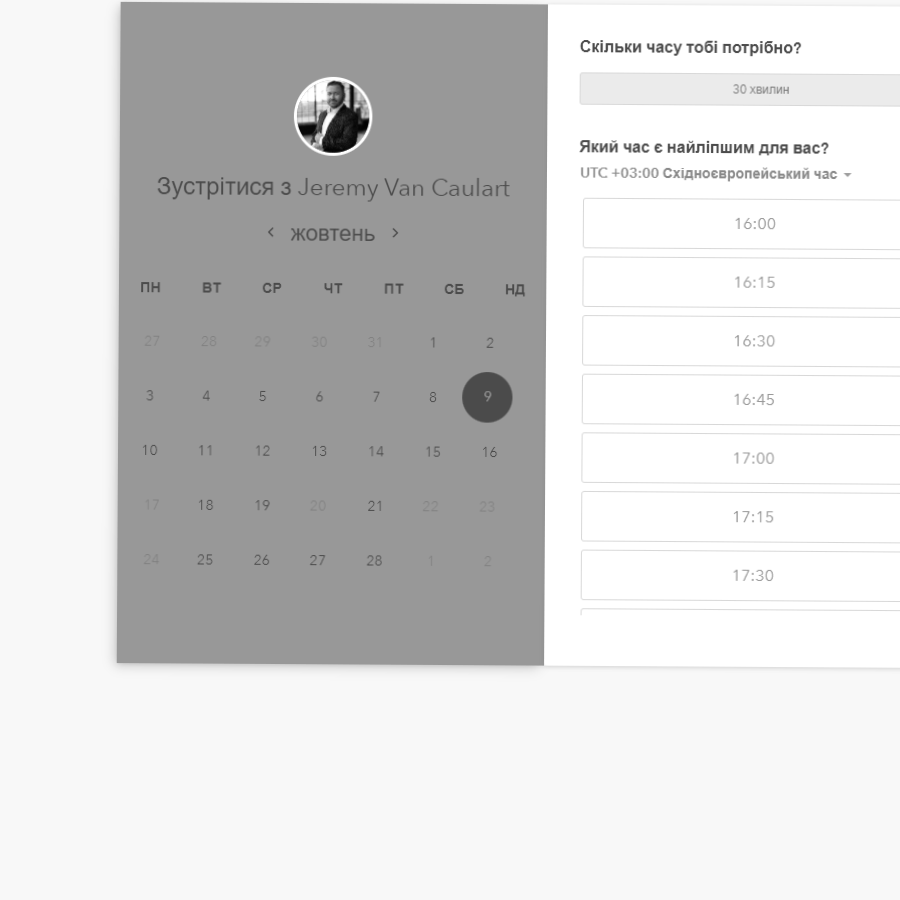 Зустрітися з Jeremy Van Caulart
жовтень
ПН ВТ СР ЧТ ПТ СБ НД
27 28 29 30 31 1 2
3 4 5 6 7 8 9
10 11 12 13 14 15 16
17 18 19 20 21 22 23
24 25 26 27 28 1 2
Скільки часу тобі потрібно?
30 хвилин
Який час є найліпшим для вас?
UTC +03:00 Східноєвропейський час
16:00
16:15
16:30
16:45
17:00
17:15
17:30